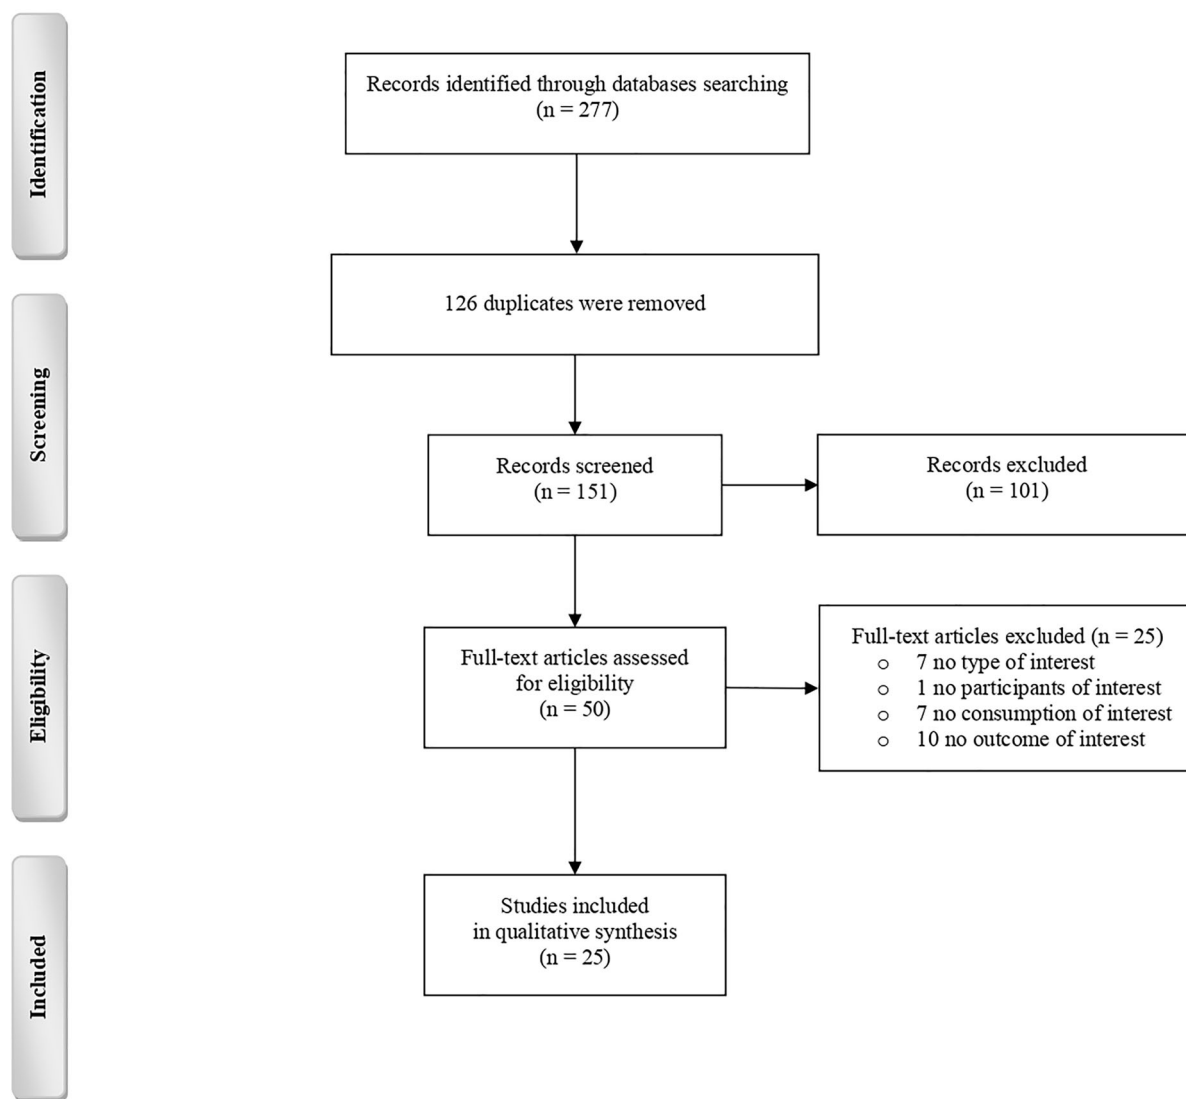 Identification
Records identified through databases searching
(n = 277)
126 duplicates were removed
Screening
Records screened
(n = 151)
Records excluded
(n = 101)
Eligibility
Full-text articles assessed
for eligibility
(n = 50)
Full-text articles excluded (n = 25)
o 7 no type of interest
o 1 no participants of interest
o 7 no consumption of interest
o 10 no outcome of interest
Included
Studies included
in qualitative synthesis
(n = 25)